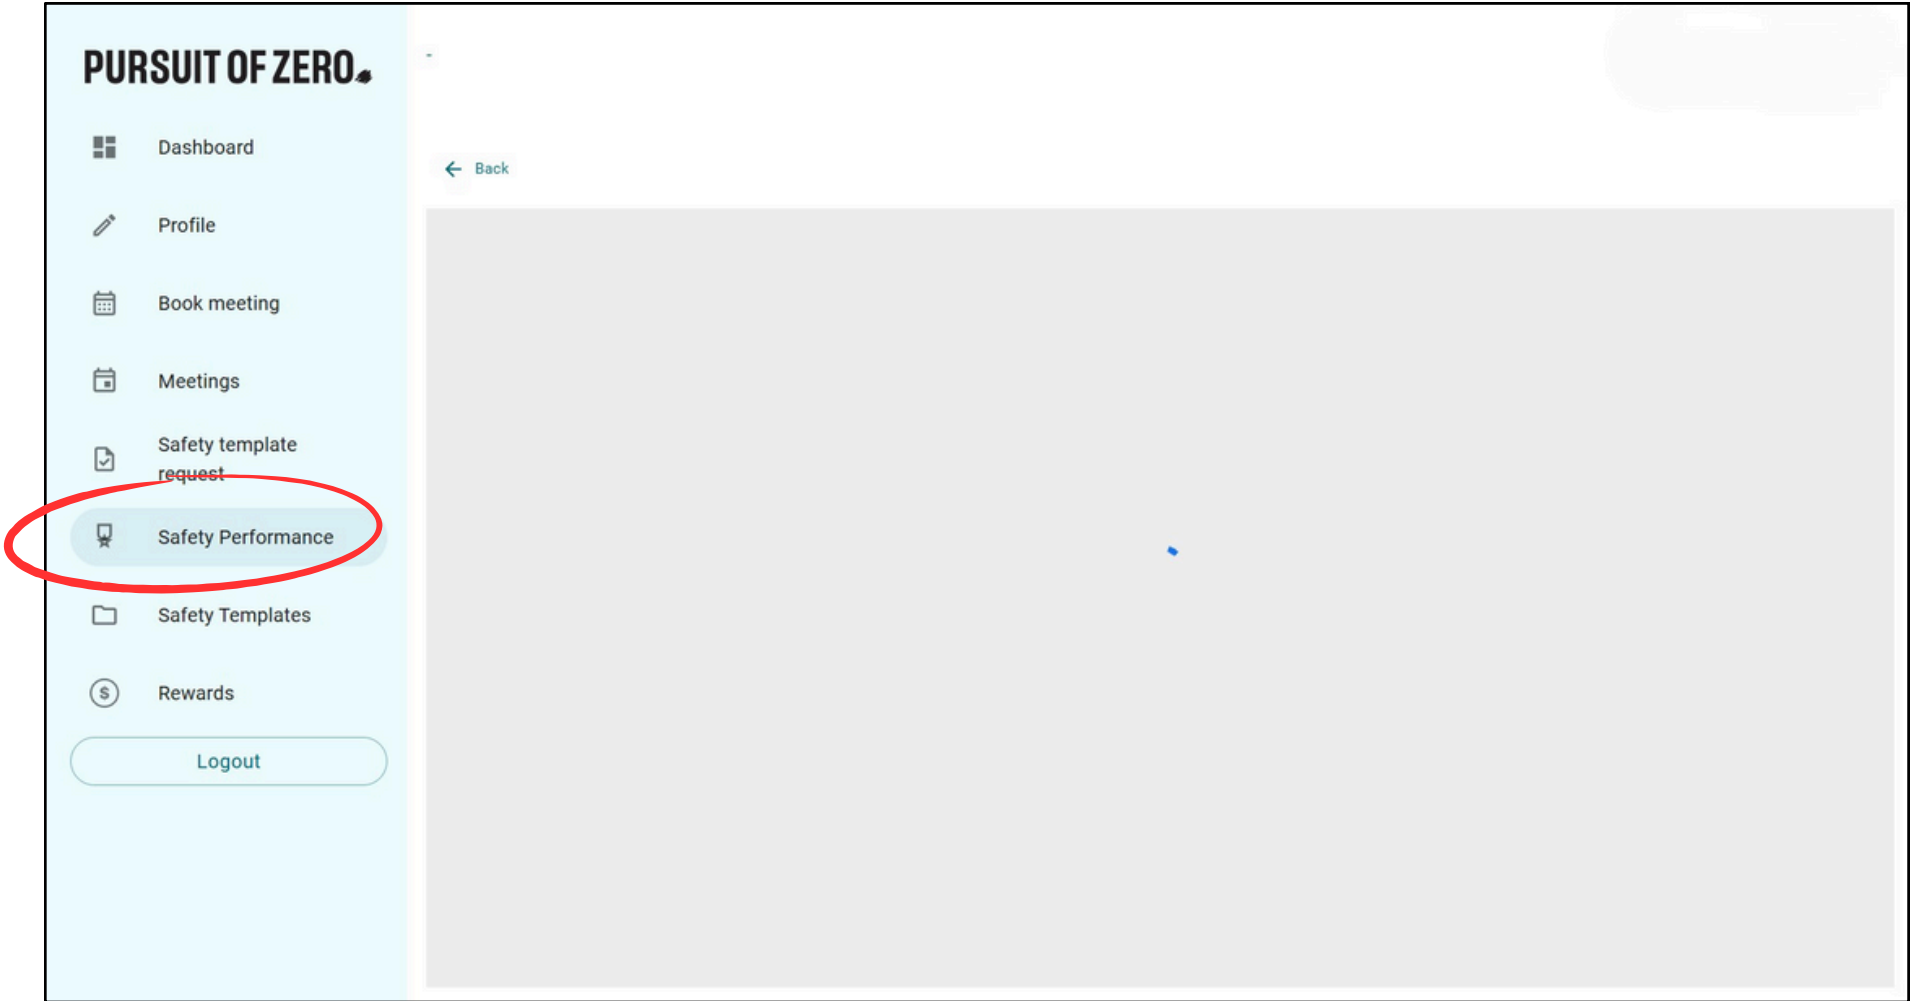 PURSUIT OF ZERO
Dashboard
Profile
Book meeting
Meetings
Safety template
request
Safety Performance
Safety Templates
$
Rewards
Logout
-
Back